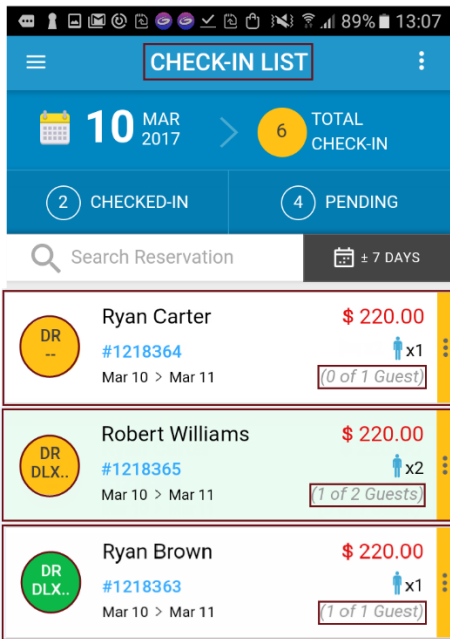 89% 13:07
CHECK-IN LIST
10 MAR 2017
6 TOTAL CHECK-IN
2 CHECKED-IN
4 PENDING
Search Reservation
± 7 DAYS
DR
--
Ryan Carter
$ 220.00
#1218364
x1
Mar 10 > Mar 11
(0 of 1 Guest)
DR
DLX..
Robert Williams
$ 220.00
#1218365
x2
Mar 10 > Mar 11
(1 of 2 Guests)
DR
DLX..
Ryan Brown
$ 220.00
#1218363
x1
Mar 10 > Mar 11
(1 of 1 Guest)